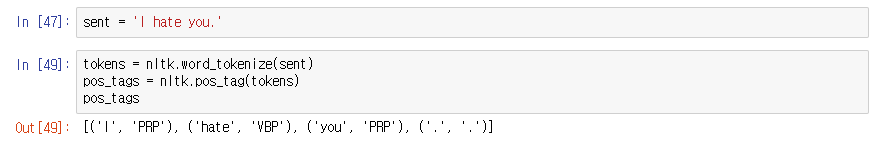 In [47]: sent = 'I hate you.'
In [49]: tokens = nltk.word_tokenize(sent)
pos_tags = nltk.pos_tag(tokens)
pos_tags
Out[49]: [('I', 'PRP'), ('hate', 'VBP'), ('you', 'PRP'), ('.', '.')]